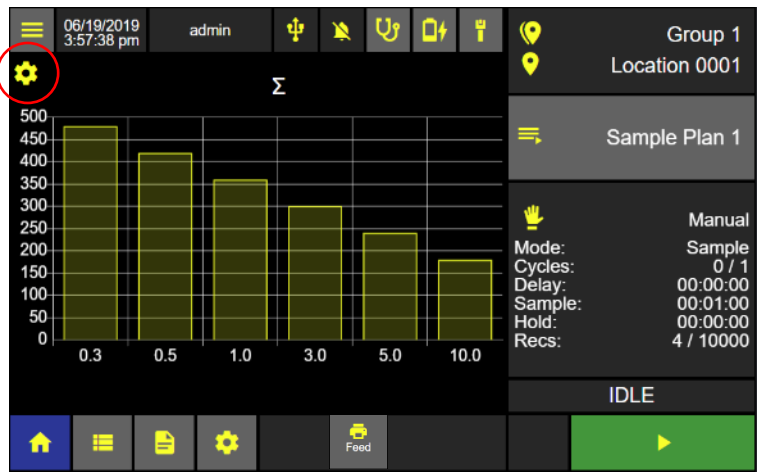 06/19/2019
3:57:38 pm
admin
Group 1
Location 0001
Σ
500
450
400
350
300
250
200
150
100
50
0
0.3 0.5 1.0 3.0 5.0 10.0
Sample Plan 1
Manual
Mode: Sample
Cycles: 0 / 1
Delay: 00:00:00
Sample: 00:01:00
Hold: 00:00:00
Recs: 4 / 10000
IDLE
Feed